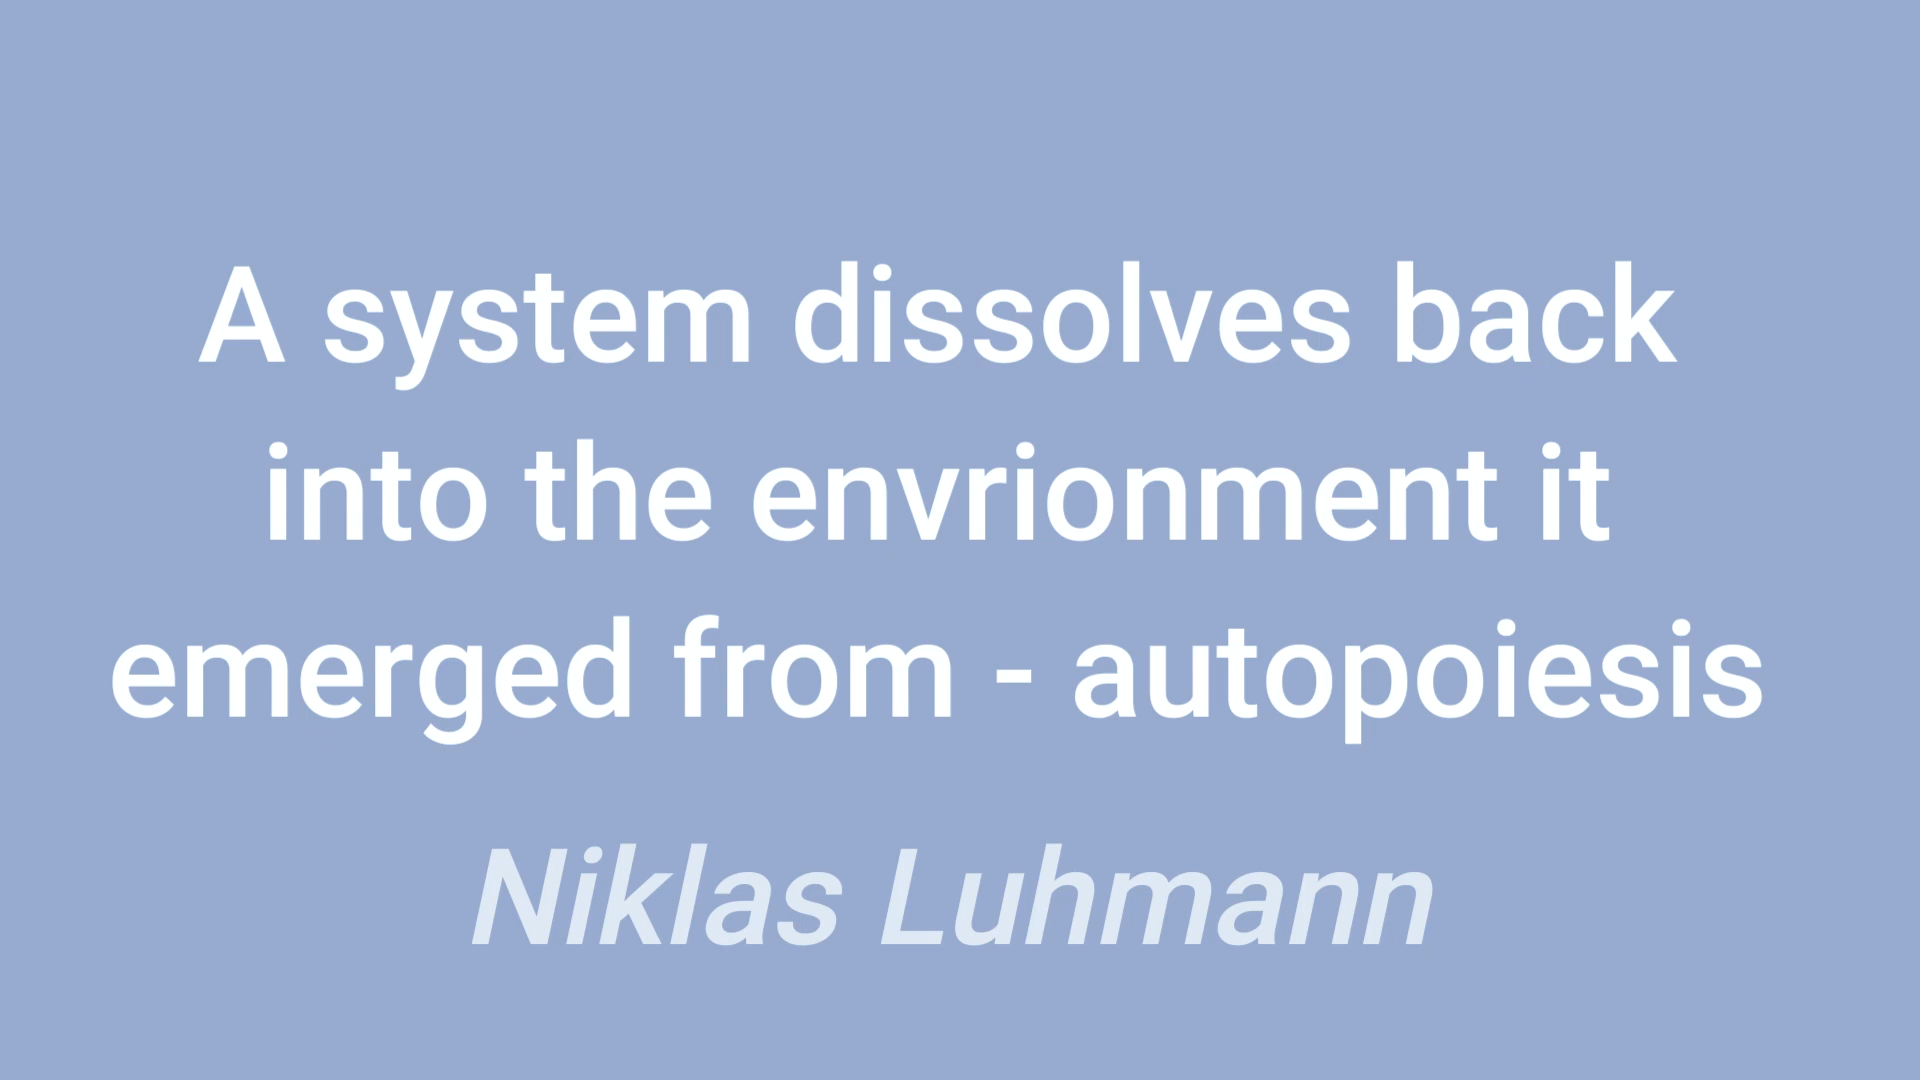 A system dissolves back
into the envrionment it
emerged from - autopoiesis
Niklas Luhmann